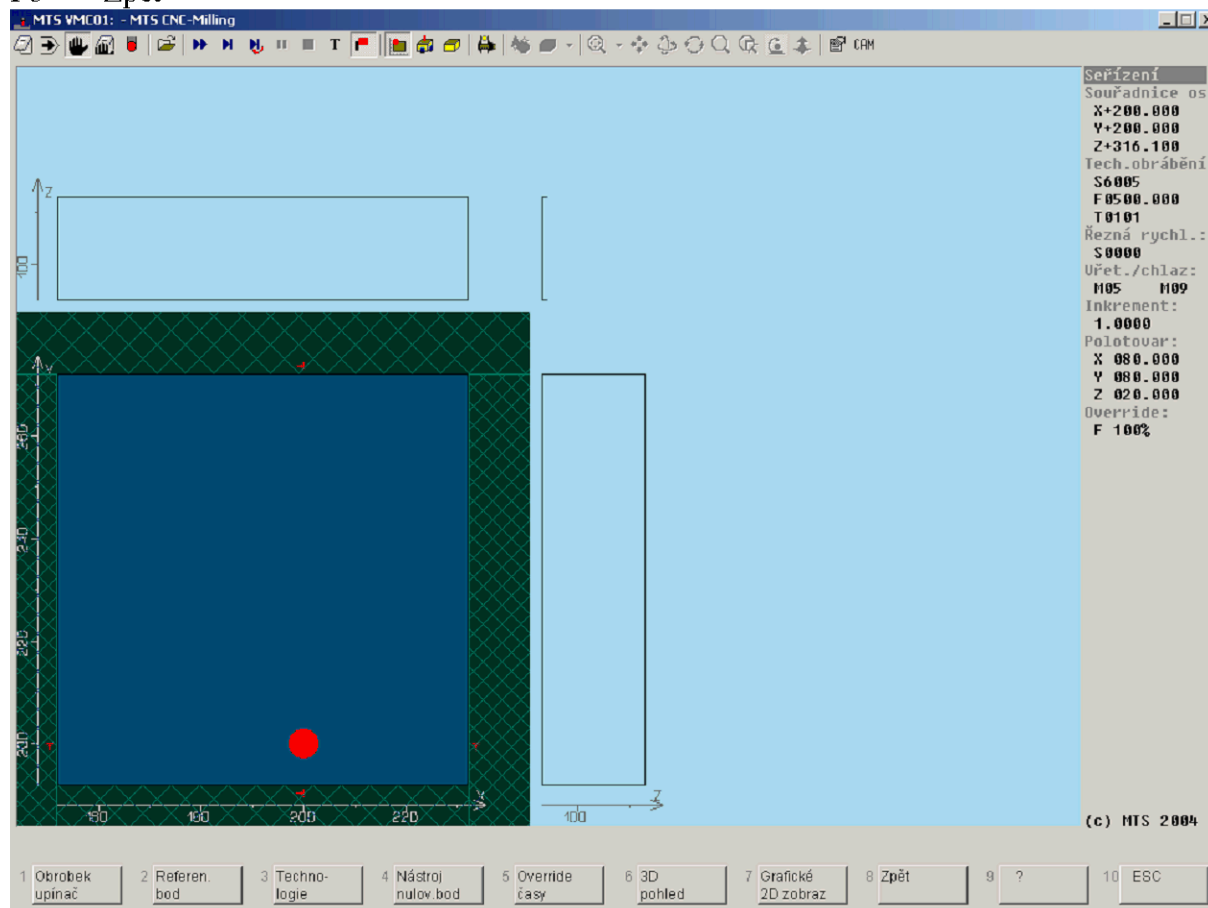 MTS VMC01: - MTS CNC-Milling
T CAM
Seřízení
Souřadnice os
X+200.000
Y+200.000
Z+316.100
Tech.obrábění
S6005
F0500.000
T0101
Řezná rychl.:
S0000
Vřet./chlaz:
M05 M09
Inkrement:
1.0000
Polotovar:
X 080.000
Y 080.000
Z 020.000
Override:
F 100%
Z
100
Y
220
200
X
160
180
200
220
Z
100
(c) MTS 2004
1 Obrobek upínač
2 Referen. bod
3 Techno- logie
4 Nástroj nulov.bod
5 Override časy
6 3D pohled
7 Grafické 2D zobraz
8 Zpět
9 ?
10 ESC